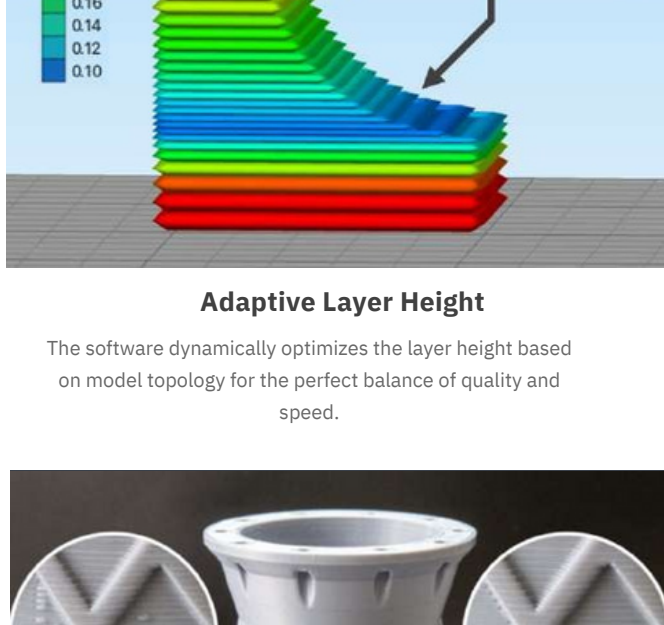 0.16
0.14
0.12
0.10
Adaptive Layer Height
The software dynamically optimizes the layer height based
on model topology for the perfect balance of quality and
speed.